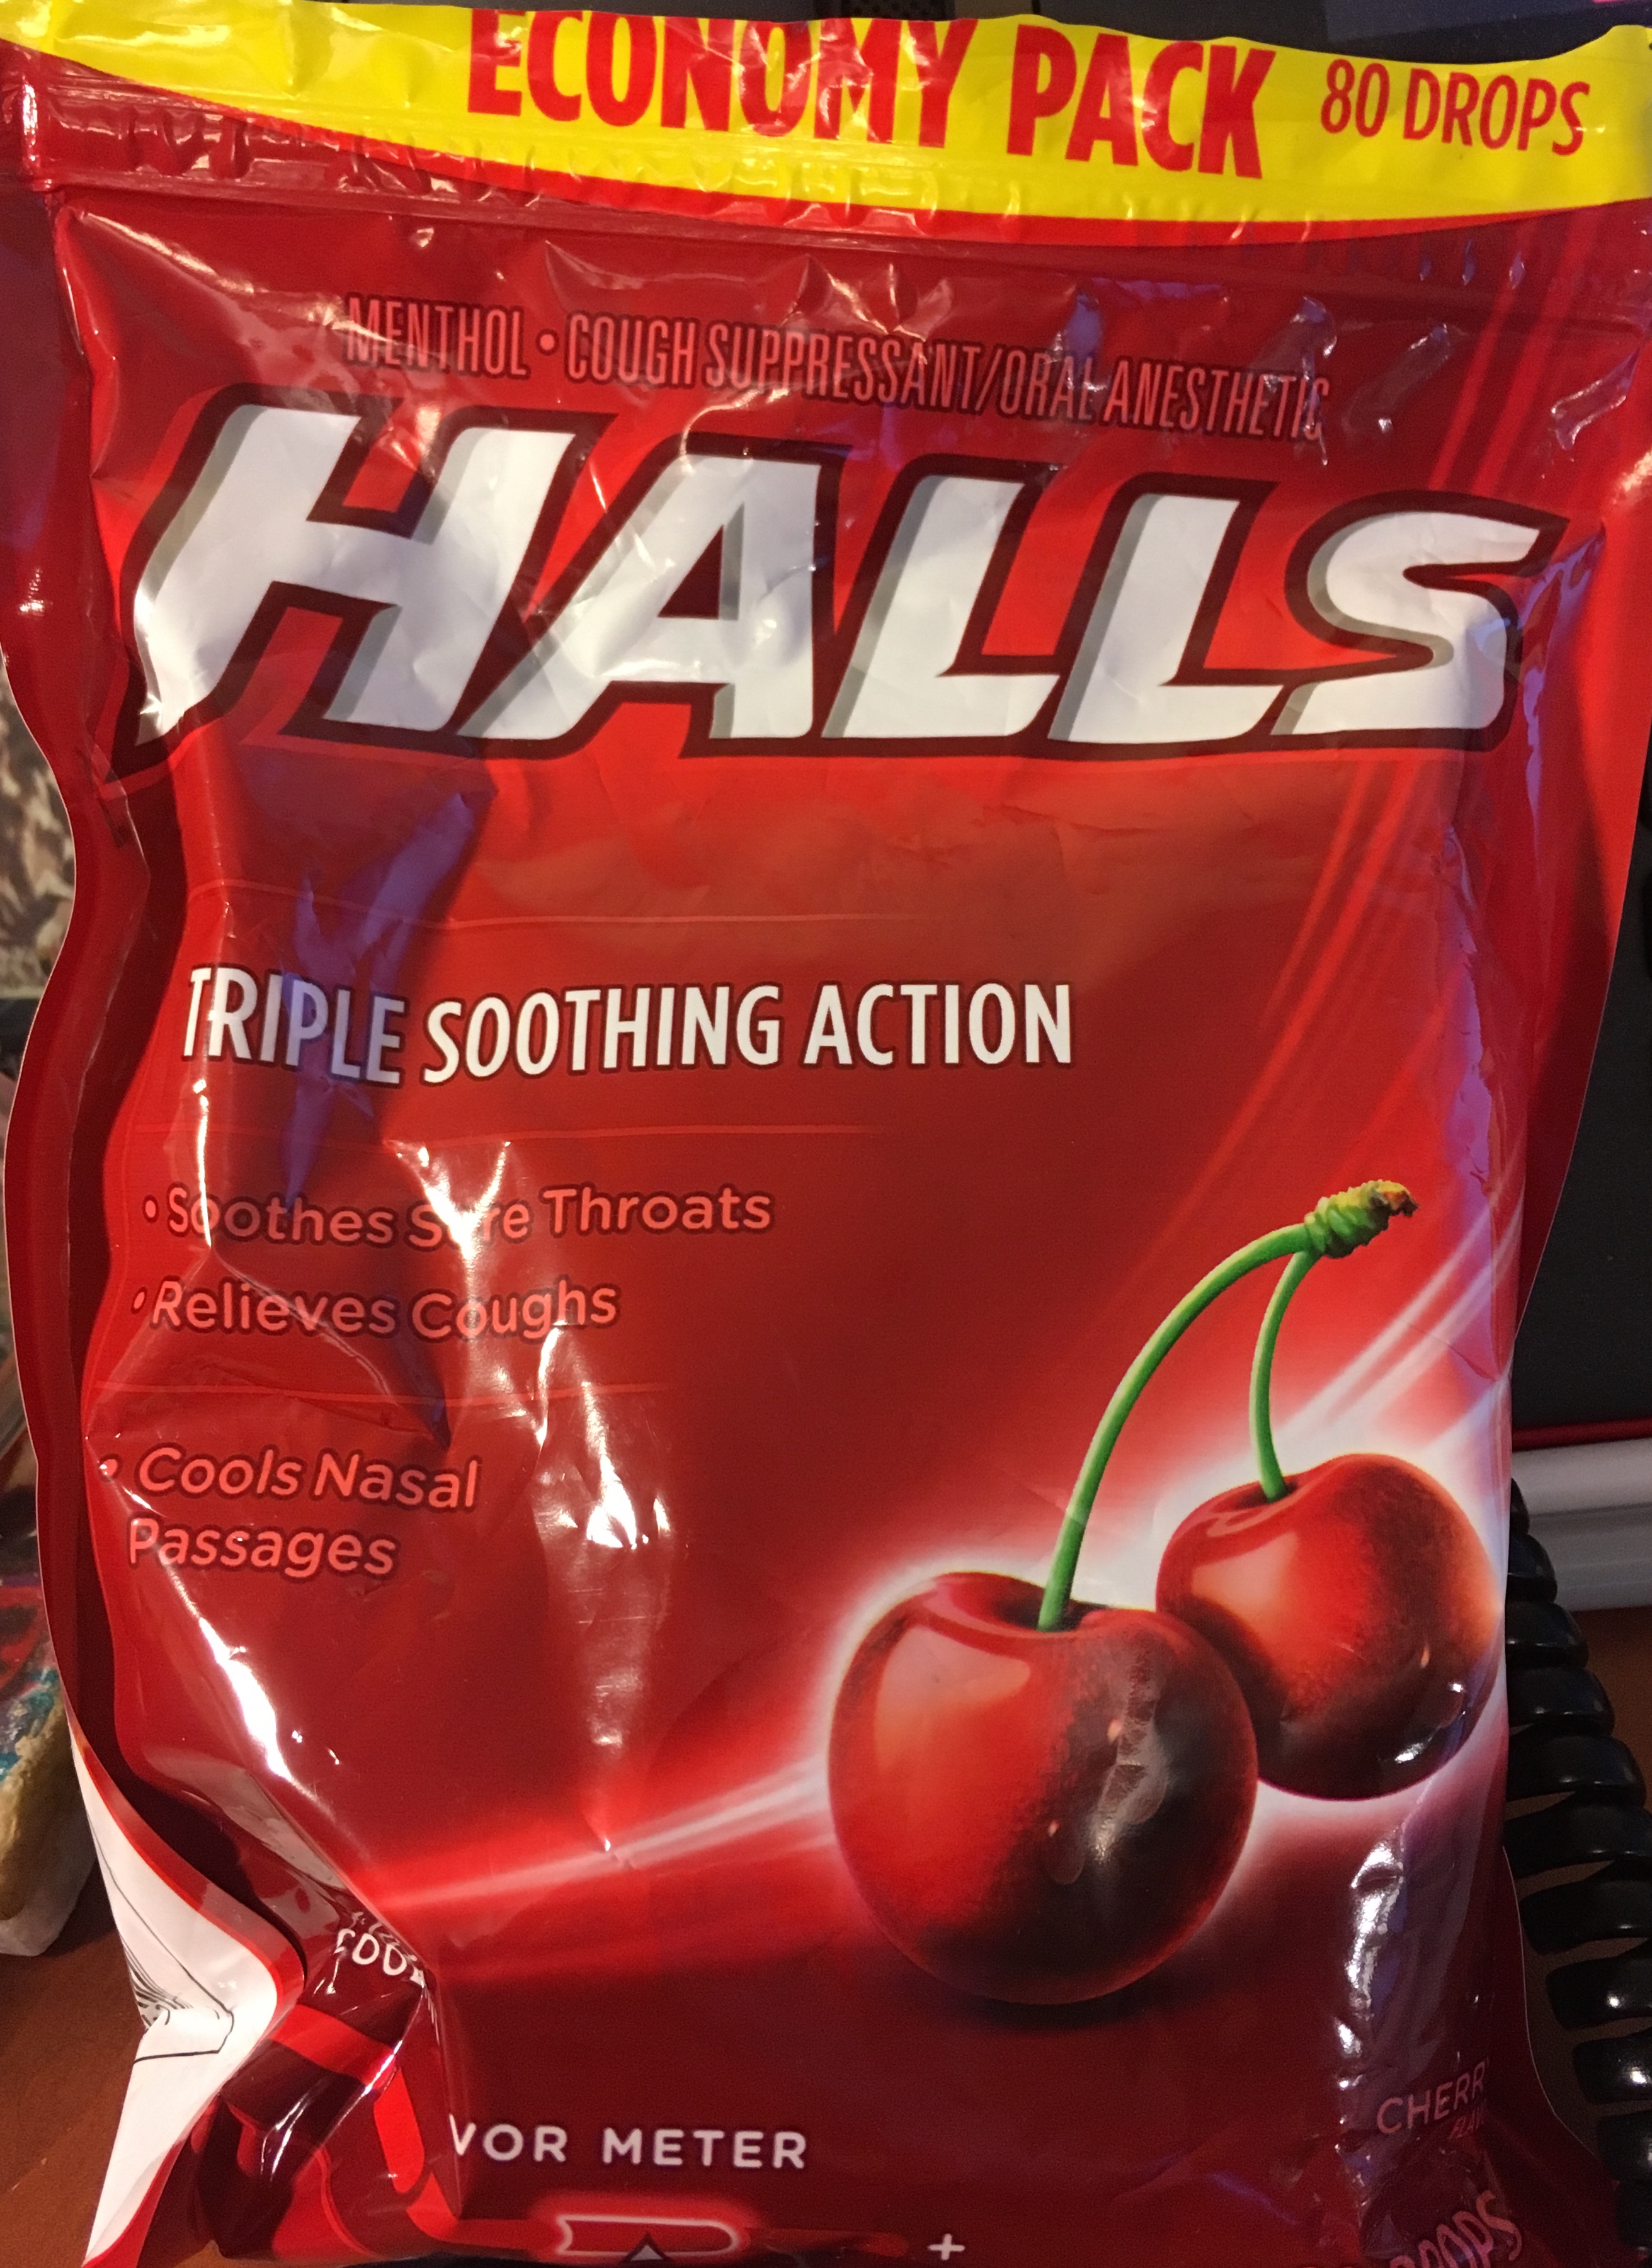 ECONOMY PACK 80 DROPS
MENTHOL • COUGH SUPPRESSANT/ORAL ANESTHETIC
HALLS
TRIPLE SOOTHING ACTION
• Soothes Sore Throats
• Relieves Coughs
• Cools Nasal
Passages
VOR METER
CHERRY
+